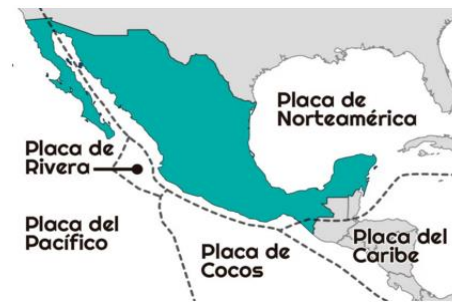 Placa de
Norteamérica
Placa de
Rivera
Placa del
Pacífico
Placa de
Cocos
Placa del
Caribe